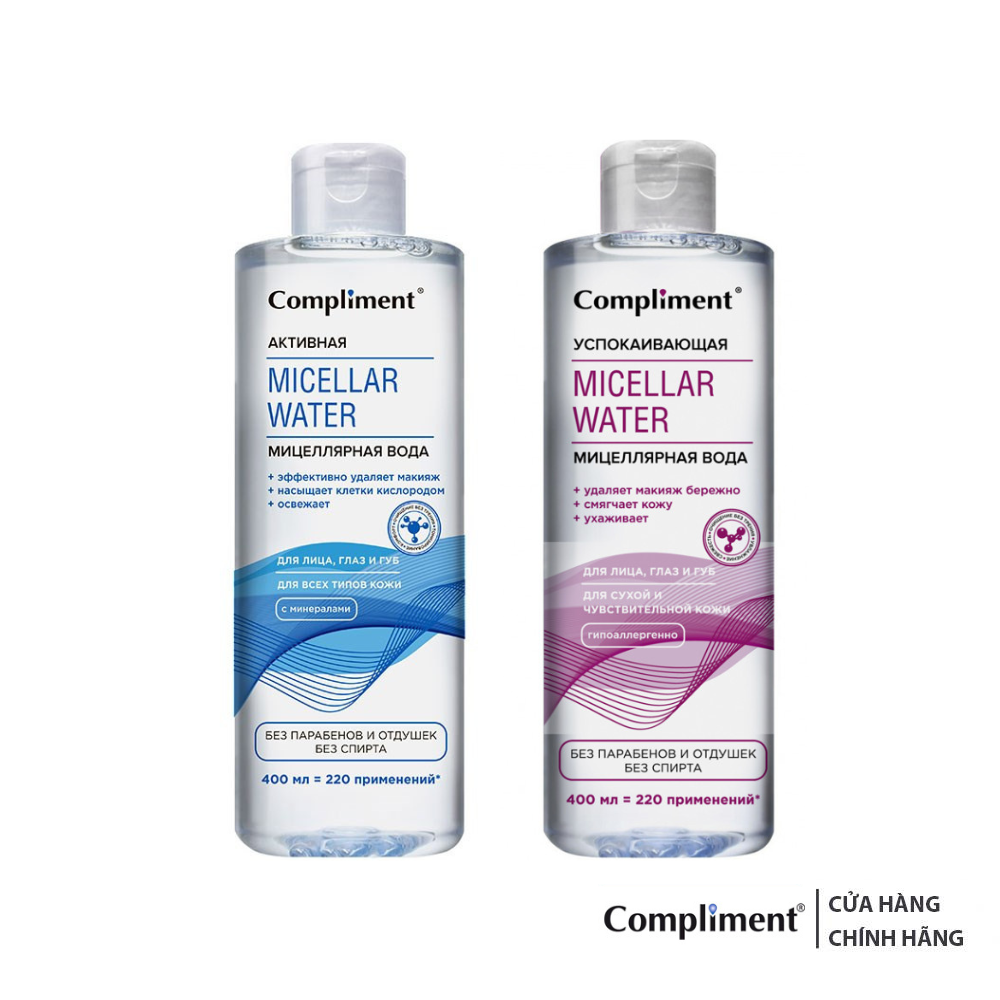 Compliment®
АКТИВНАЯ
MICELLAR
WATER
МИЦЕЛЛЯРНАЯ ВОДА
+ эффективно удаляет макияж
+ насыщает клетки кислородом
+ освежает
ДЛЯ ЛИЦА, ГЛАЗ И ГУБ
ДЛЯ ВСЕХ ТИПОВ КОЖИ
с минералами
БЕЗ ПАРАБЕНОВ И ОТДУШЕК
БЕЗ СПИРТА
400 мл = 220 применений*
Compliment®
УСПОКАИВАЮЩАЯ
MICELLAR
WATER
МИЦЕЛЛЯРНАЯ ВОДА
+ удаляет макияж бережно
+ смягчает кожу
+ ухаживает
ДЛЯ ЛИЦА, ГЛАЗ И ГУБ
ДЛЯ СУХОЙ И
ЧУВСТВИТЕЛЬНОЙ КОЖИ
гипоаллергенно
БЕЗ ПАРАБЕНОВ И ОТДУШЕК
БЕЗ СПИРТА
400 мл = 220 применений*
Compliment®
CỬA HÀNG
CHÍNH HÃNG